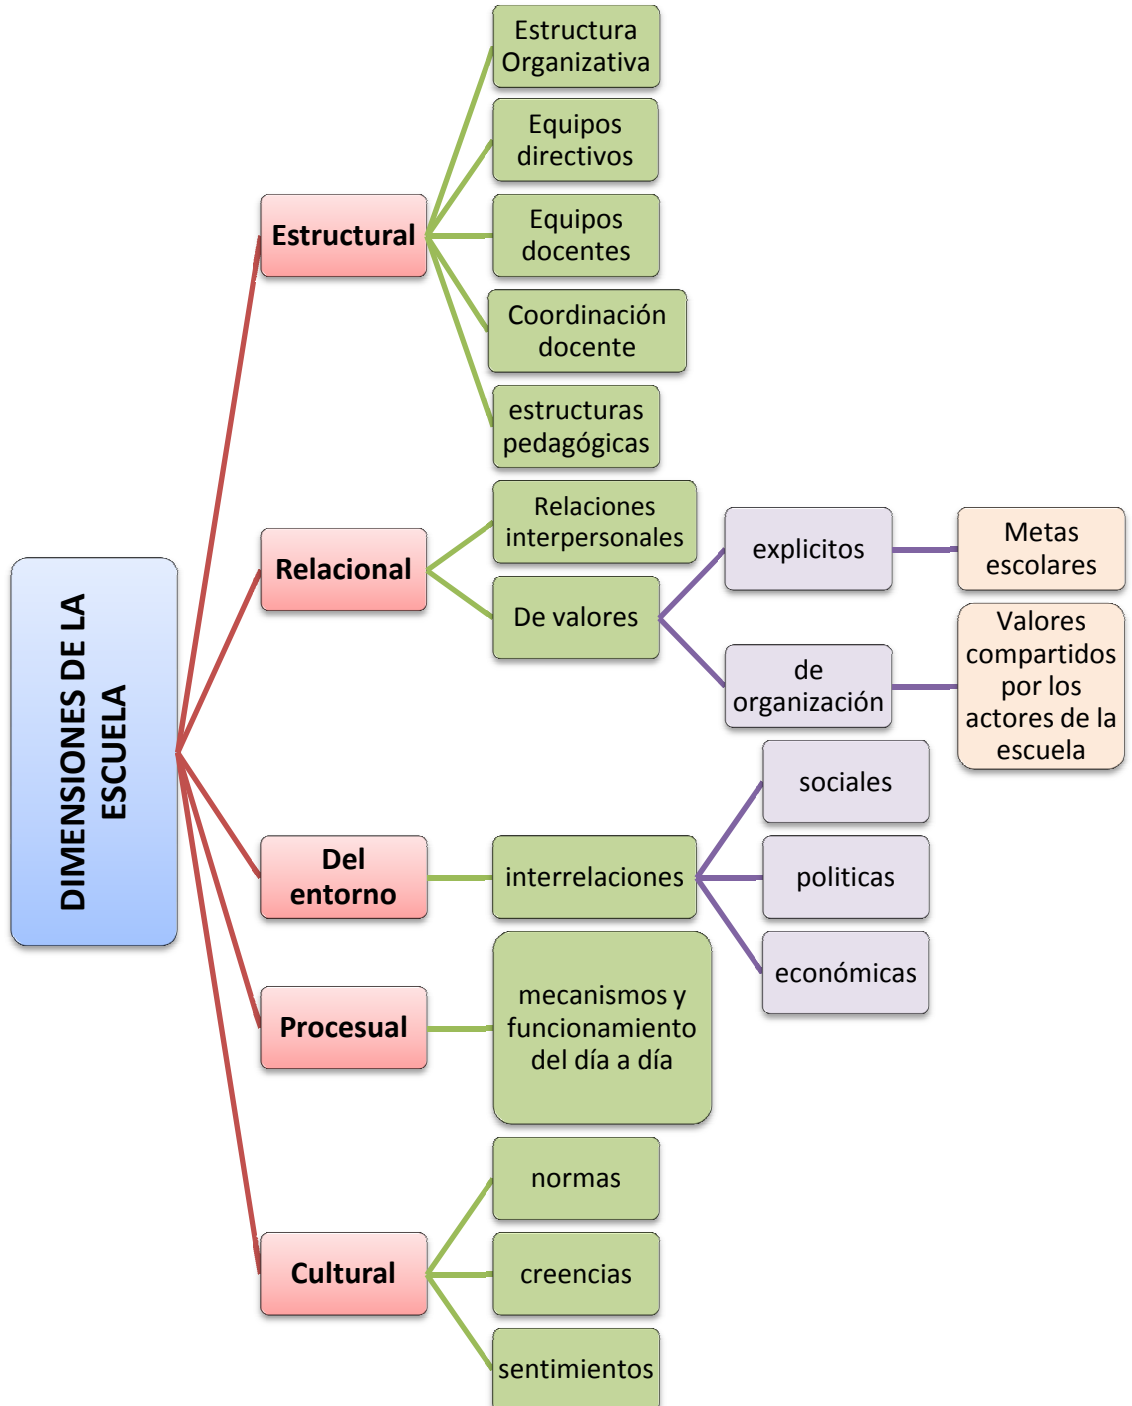 DIMENSIONES DE LA
ESCUELA
Estructural
Estructura
Organizativa
Equipos
directivos
Equipos
docentes
Coordinación
docente
estructuras
pedagógicas
Relacional
Relaciones
interpersonales
De valores
explicitos
Metas
escolares
de
organización
Valores
compartidos
por los
actores de la
escuela
Del
entorno
interrelaciones
sociales
politicas
económicas
Procesual
mecanismos y
funcionamiento
del día a día
Cultural
normas
creencias
sentimientos